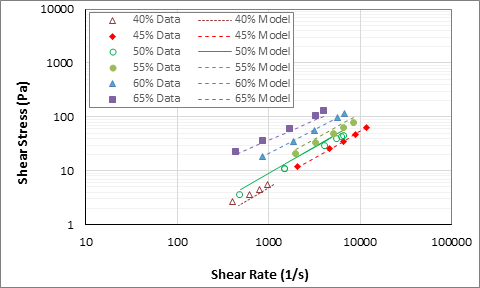 10000
1000
100
10
1
Shear Stress (Pa)
40% Data 40% Model
45% Data 45% Model
50% Data 50% Model
55% Data 55% Model
60% Data 60% Model
65% Data 65% Model
10 100 1000 10000 100000
Shear Rate (1/s)